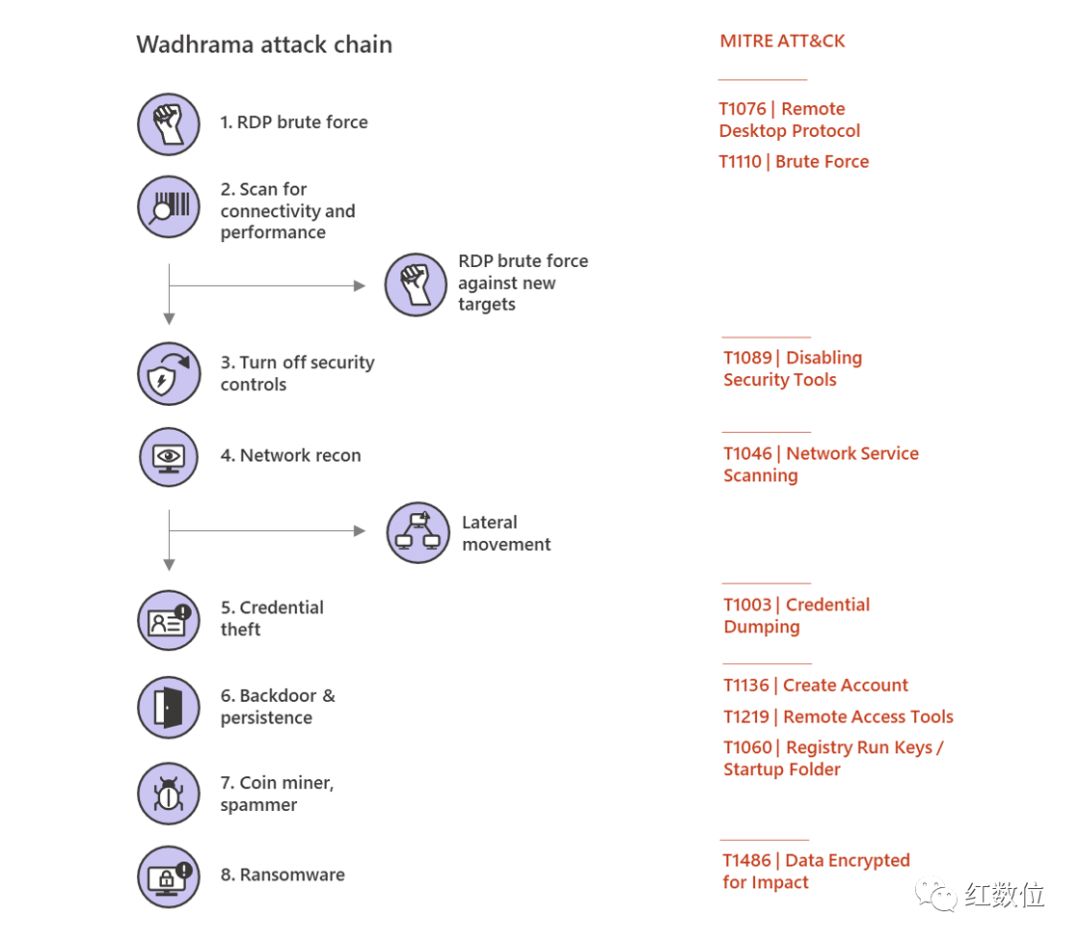 Wadhrama attack chain
MITRE ATT&CK
1. RDP brute force
T1076 | Remote
Desktop Protocol
T1110 | Brute Force
2. Scan for
connectivity and
performance
RDP brute force
against new
targets
3. Turn off security
controls
T1089 | Disabling
Security Tools
4. Network recon
T1046 | Network Service
Scanning
Lateral
movement
5. Credential
theft
T1003 | Credential
Dumping
6. Backdoor &
persistence
T1136 | Create Account
T1219 | Remote Access Tools
T1060 | Registry Run Keys /
Startup Folder
7. Coin miner,
spammer
8. Ransomware
T1486 | Data Encrypted
for Impact
红数位